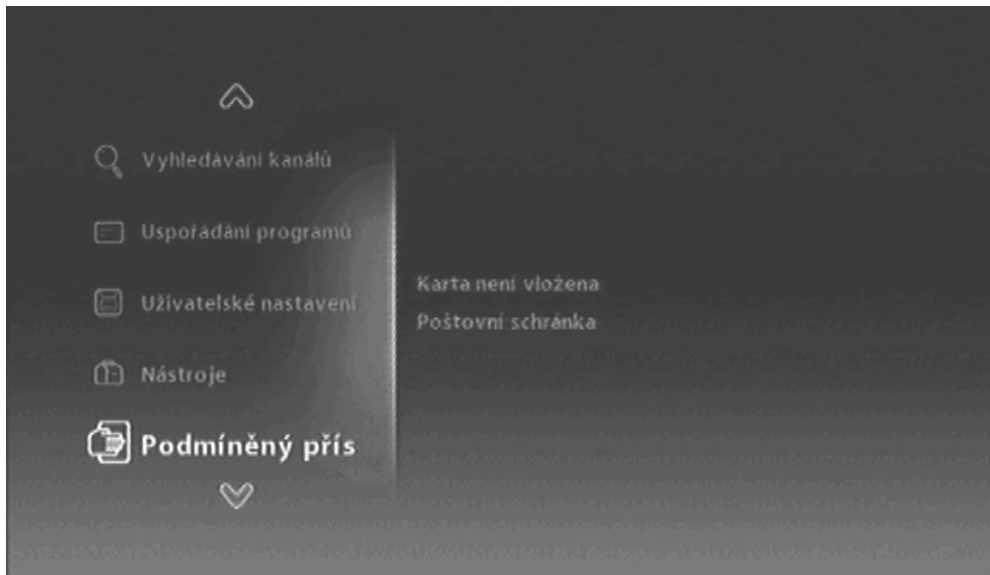 Vyhledávání kanálů
Uspořádání programů
Uživatelské nastavení
Nástroje
Podmíněný přís
Karta není vložena
Poštovní schránka